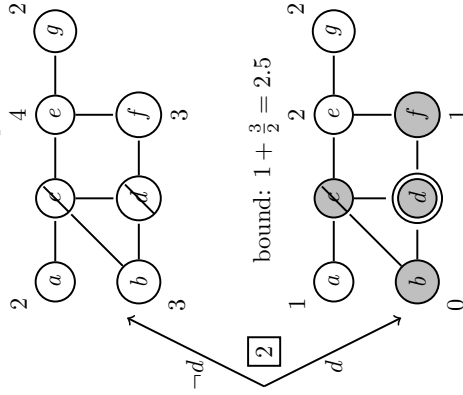 2 4 2
a c e g
b d f
3 3
¬d
bound: 1 + 3/2 = 2.5
2
d
1 2 2
a c e g
b d f
0 1